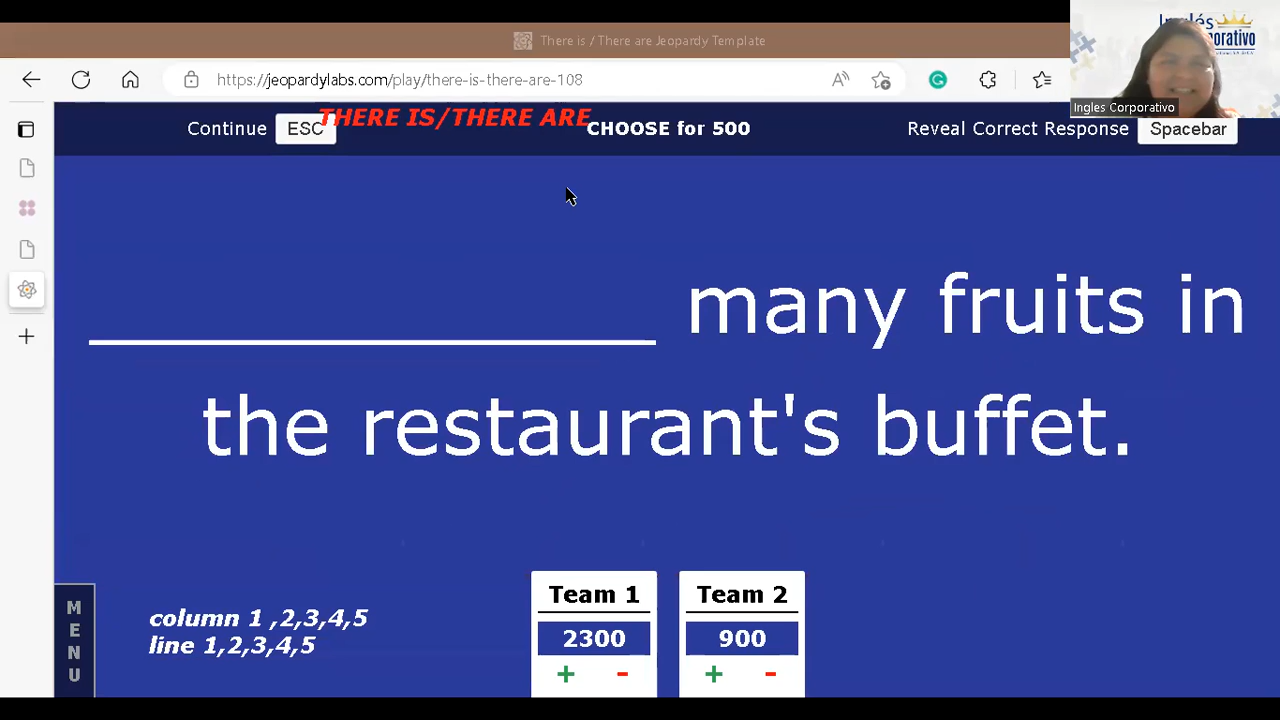 There is / There are Jeopardy Template
https://jeopardylabs.com/play/there-is-there-are-108
Ingles Corporativo
THERE IS/THERE ARE
Continue ESC CHOOSE for 500 Reveal Correct Response Spacebar
______________ many fruits in
the restaurant's buffet.
MENU
column 1 ,2,3,4,5
line 1,2,3,4,5
Team 1 Team 2
2300 900
+ - + -